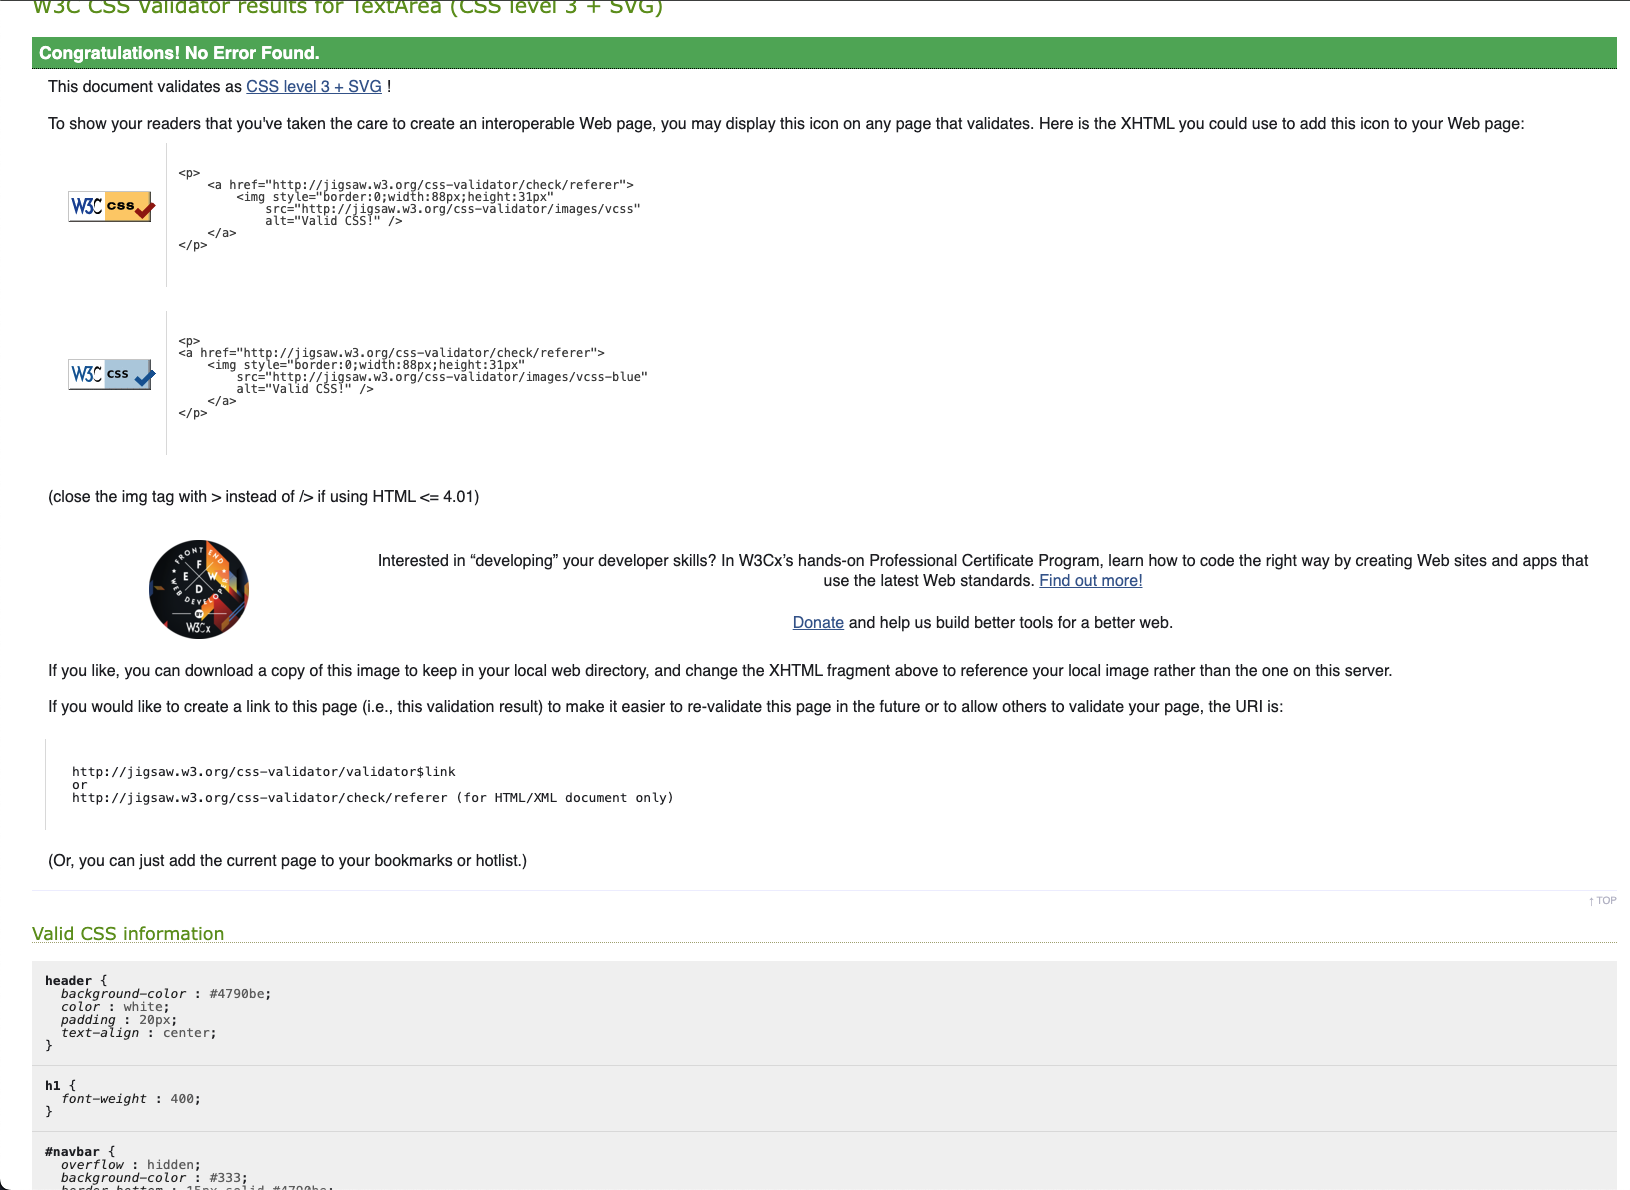 W3C CSS Validator results for TextArea (CSS level 3 + SVG)
Congratulations! No Error Found.
This document validates as CSS level 3 + SVG !
To show your readers that you've taken the care to create an interoperable Web page, you may display this icon on any page that validates. Here is the XHTML you could use to add this icon to your Web page:
W3C css
<p>
    <a href="http://jigsaw.w3.org/css-validator/check/referer">
        <img style="border:0;width:88px;height:31px"
            src="http://jigsaw.w3.org/css-validator/images/vcss"
            alt="Valid CSS!" />
    </a>
</p>
W3C css
<p>
<a href="http://jigsaw.w3.org/css-validator/check/referer">
    <img style="border:0;width:88px;height:31px"
        src="http://jigsaw.w3.org/css-validator/images/vcss-blue"
        alt="Valid CSS!" />
    </a>
</p>
(close the img tag with > instead of /> if using HTML <= 4.01)
FRONT END
WEB DEVELOP
F
E W
D
BY
W3Cx
Interested in “developing” your developer skills? In W3Cx’s hands-on Professional Certificate Program, learn how to code the right way by creating Web sites and apps that
use the latest Web standards. Find out more!
Donate and help us build better tools for a better web.
If you like, you can download a copy of this image to keep in your local web directory, and change the XHTML fragment above to reference your local image rather than the one on this server.
If you would like to create a link to this page (i.e., this validation result) to make it easier to re-validate this page in the future or to allow others to validate your page, the URI is:
http://jigsaw.w3.org/css-validator/validator$link
or
http://jigsaw.w3.org/css-validator/check/referer (for HTML/XML document only)
(Or, you can just add the current page to your bookmarks or hotlist.)
↑ TOP
Valid CSS information
header {
  background-color : #4790be;
  color : white;
  padding : 20px;
  text-align : center;
}
h1 {
  font-weight : 400;
}
#navbar {
  overflow : hidden;
  background-color : #333;
  border-bottom : 15px solid #4790be;